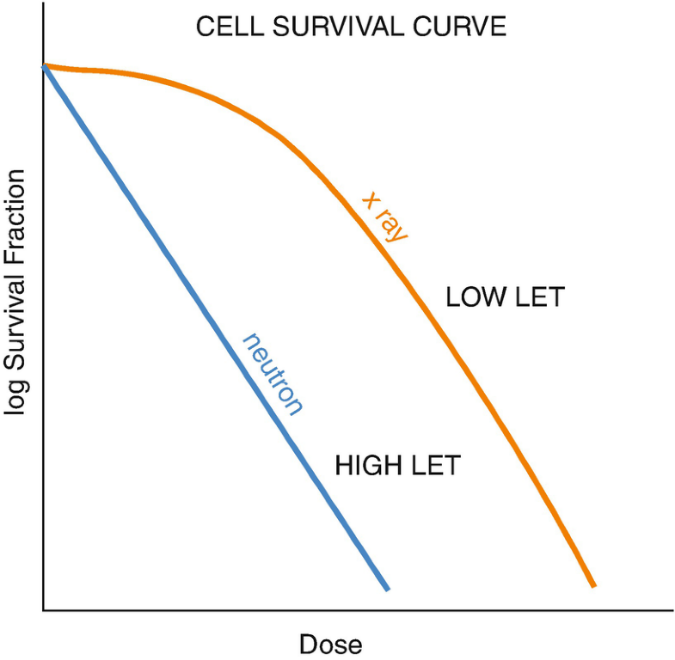 CELL SURVIVAL CURVE
log Survival Fraction
x ray
LOW LET
neutron
HIGH LET
Dose